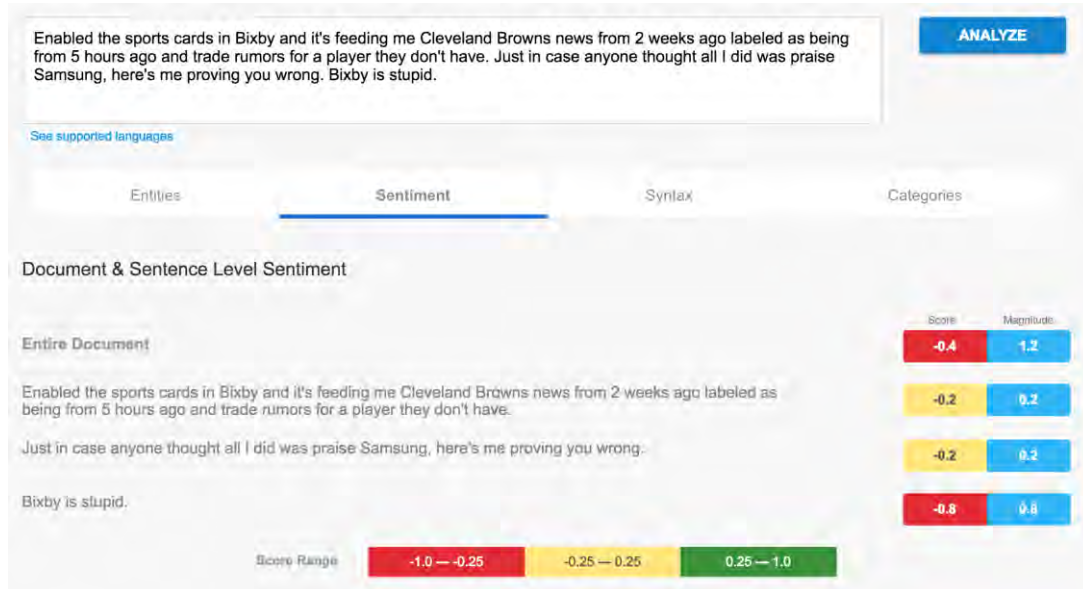 Enabled the sports cards in Bixby and it's feeding me Cleveland Browns news from 2 weeks ago labeled as being
from 5 hours ago and trade rumors for a player they don't have. Just in case anyone thought all I did was praise
Samsung, here's me proving you wrong. Bixby is stupid.
ANALYZE
See supported languages
Entities Sentiment Syntax Categories
Document & Sentence Level Sentiment
Score Magnitude
Entire Document -0.4 1.2
Enabled the sports cards in Bixby and it's feeding me Cleveland Browns news from 2 weeks ago labeled as
being from 5 hours ago and trade rumors for a player they don't have. -0.2 0.2
Just in case anyone thought all I did was praise Samsung, here's me proving you wrong. -0.2 0.2
Bixby is stupid. -0.8 0.8
Score Range -1.0 — -0.25 -0.25 — 0.25 0.25 — 1.0